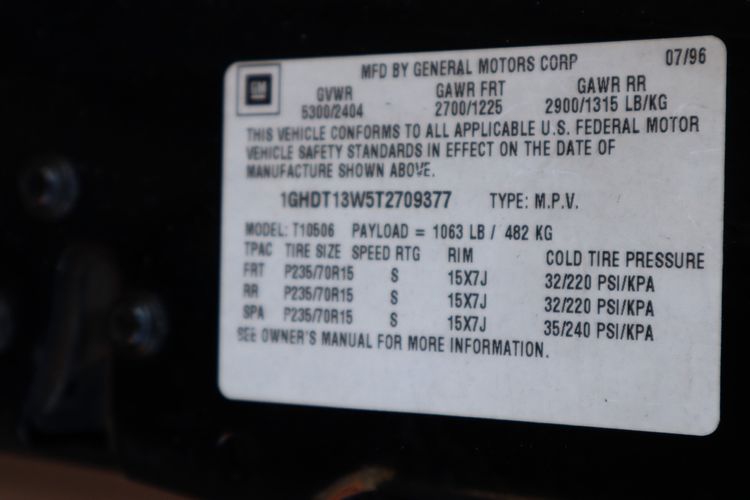 GM
MFD BY GENERAL MOTORS CORP 07/96
GVWR GAWR FRT GAWR RR
5300/2404 2700/1225 2900/1315 LB/KG
THIS VEHICLE CONFORMS TO ALL APPLICABLE U.S. FEDERAL MOTOR
VEHICLE SAFETY STANDARDS IN EFFECT ON THE DATE OF
MANUFACTURE SHOWN ABOVE.
1GHDT13W5T2709377 TYPE: M.P.V.
MODEL: T10506 PAYLOAD = 1063 LB / 482 KG
TPAC TIRE SIZE SPEED RTG RIM COLD TIRE PRESSURE
FRT P235/70R15 S 15X7J 32/220 PSI/KPA
RR P235/70R15 S 15X7J 32/220 PSI/KPA
SPA P235/70R15 S 15X7J 35/240 PSI/KPA
SEE OWNER'S MANUAL FOR MORE INFORMATION.